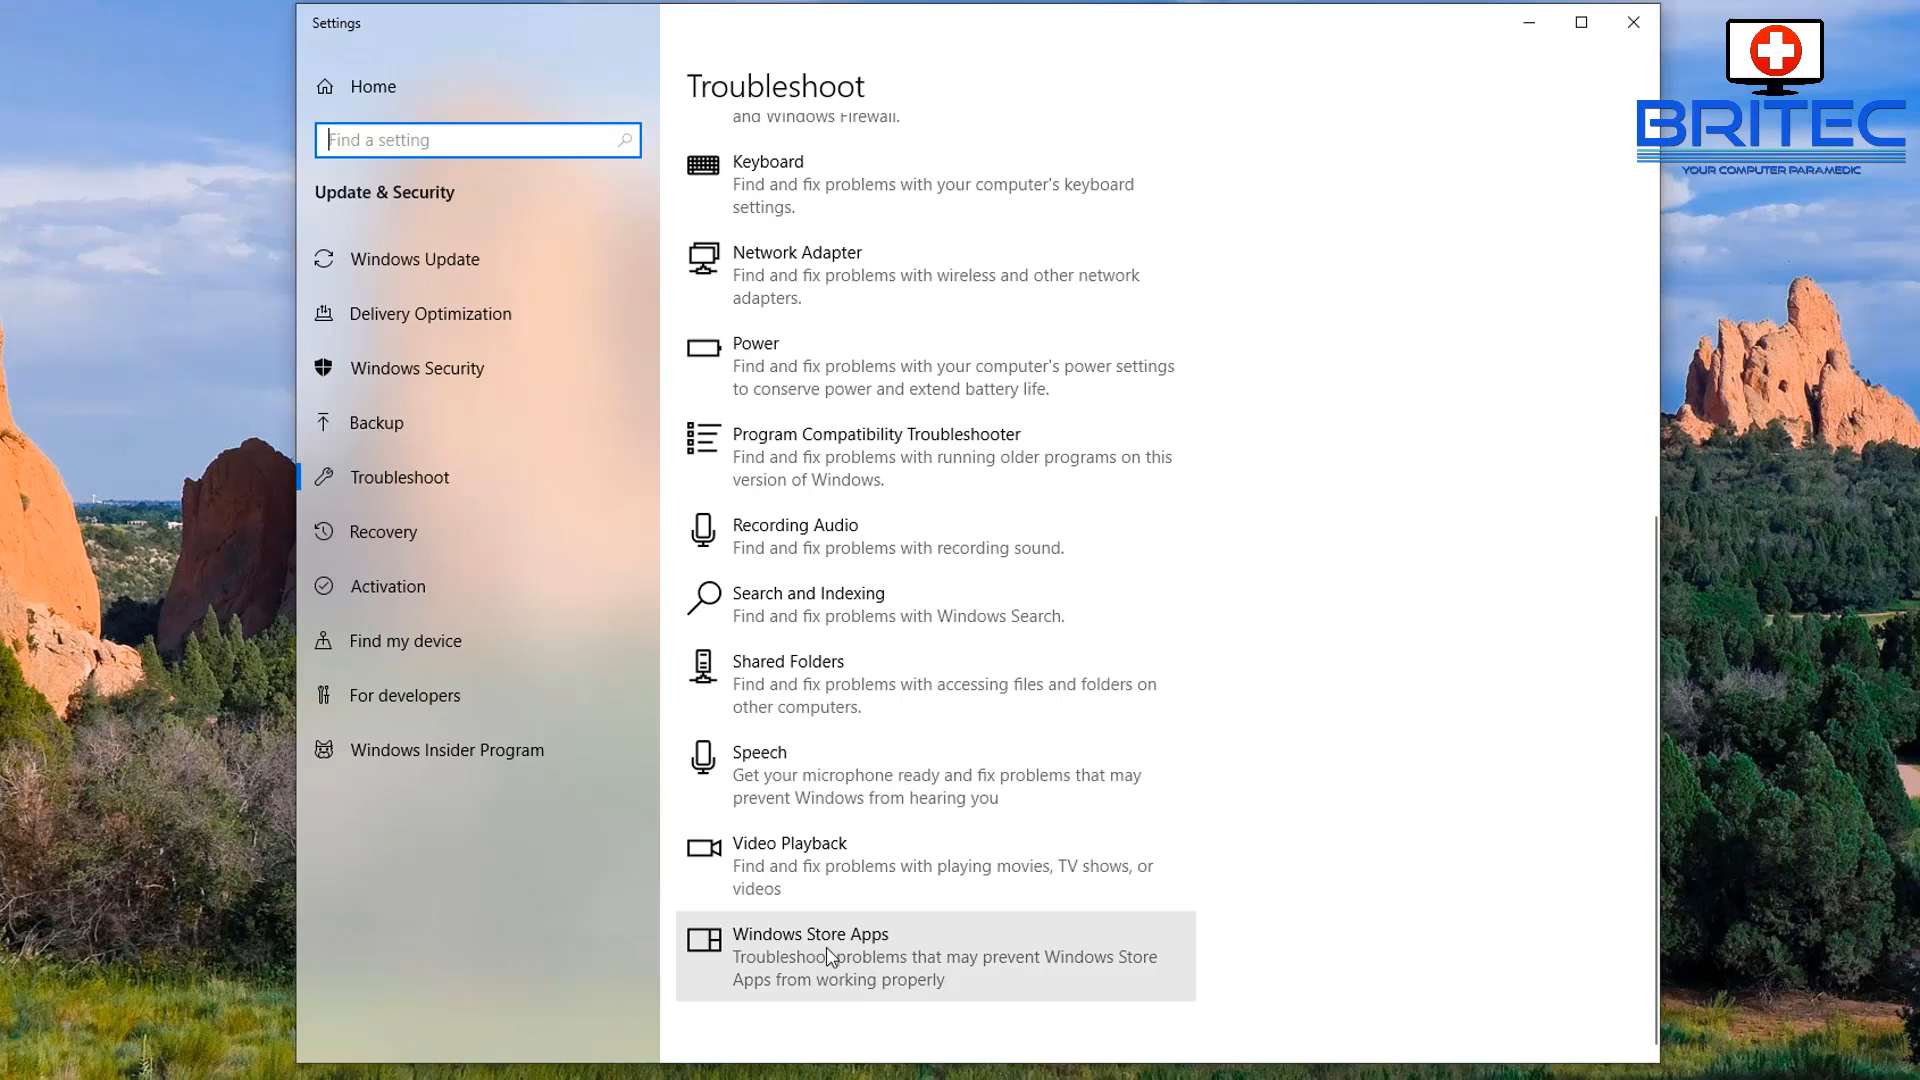 Settings
Home
Find a setting
Update & Security
Windows Update
Delivery Optimization
Windows Security
Backup
Troubleshoot
Recovery
Activation
Find my device
For developers
Windows Insider Program
Troubleshoot
and Windows Firewall.
Keyboard
Find and fix problems with your computer's keyboard
settings.
Network Adapter
Find and fix problems with wireless and other network
adapters.
Power
Find and fix problems with your computer's power settings
to conserve power and extend battery life.
Program Compatibility Troubleshooter
Find and fix problems with running older programs on this
version of Windows.
Recording Audio
Find and fix problems with recording sound.
Search and Indexing
Find and fix problems with Windows Search.
Shared Folders
Find and fix problems with accessing files and folders on
other computers.
Speech
Get your microphone ready and fix problems that may
prevent Windows from hearing you
Video Playback
Find and fix problems with playing movies, TV shows, or
videos
Windows Store Apps
Troubleshoot problems that may prevent Windows Store
Apps from working properly
BRITEC
YOUR COMPUTER PARAMEDIC